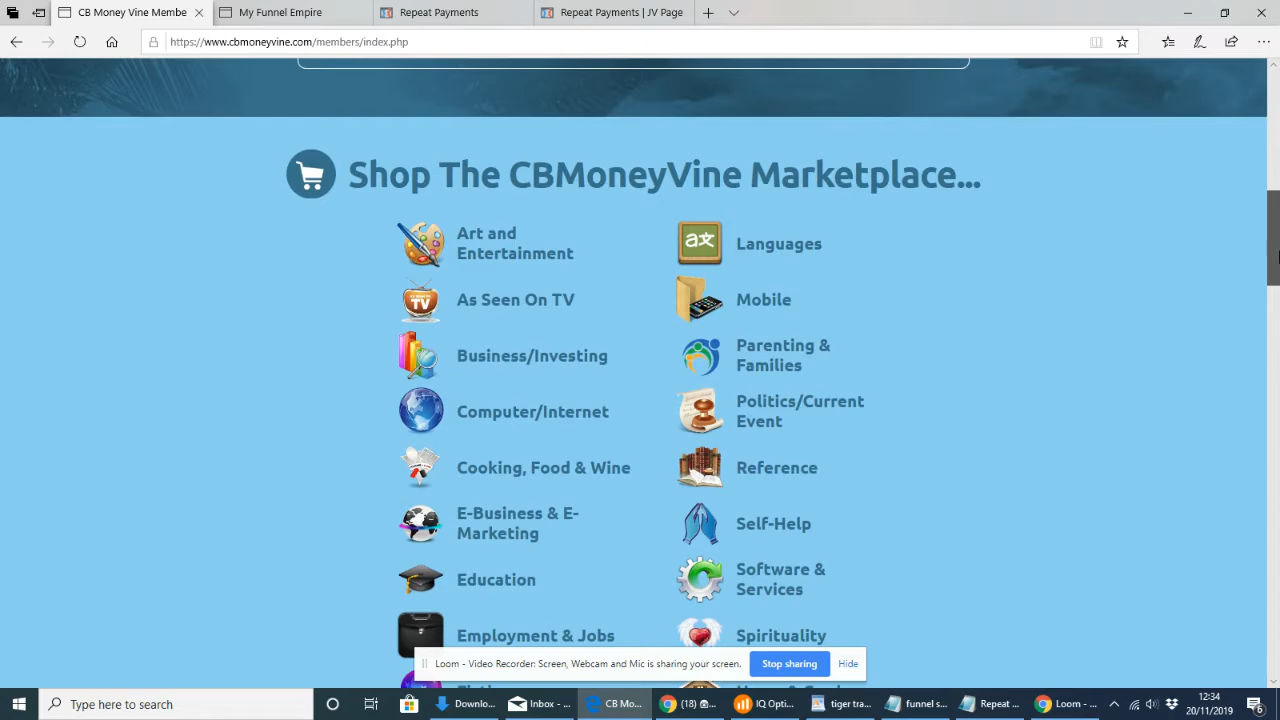 CB Money Vine Membe
My Funnel Empire
Repeat Payments
Repeat Payments | JV Page
https://www.cbmoneyvine.com/members/index.php
Shop The CBMoneyVine Marketplace...
Art and
Entertainment
Languages
As Seen On TV
Mobile
Business/Investing
Parenting &
Families
Computer/Internet
Politics/Current
Event
Cooking, Food & Wine
Reference
E-Business & E-
Marketing
Self-Help
Education
Software &
Services
Employment & Jobs
Spirituality
Loom - Video Recorder: Screen, Webcam and Mic is sharing your screen.
Stop sharing
Hide
Type here to search
Downlo...
Inbox - ...
CB Mo...
IQ Opti...
tiger tra...
funnel s...
Repeat ...
Loom - ...
12:34
20/11/2019